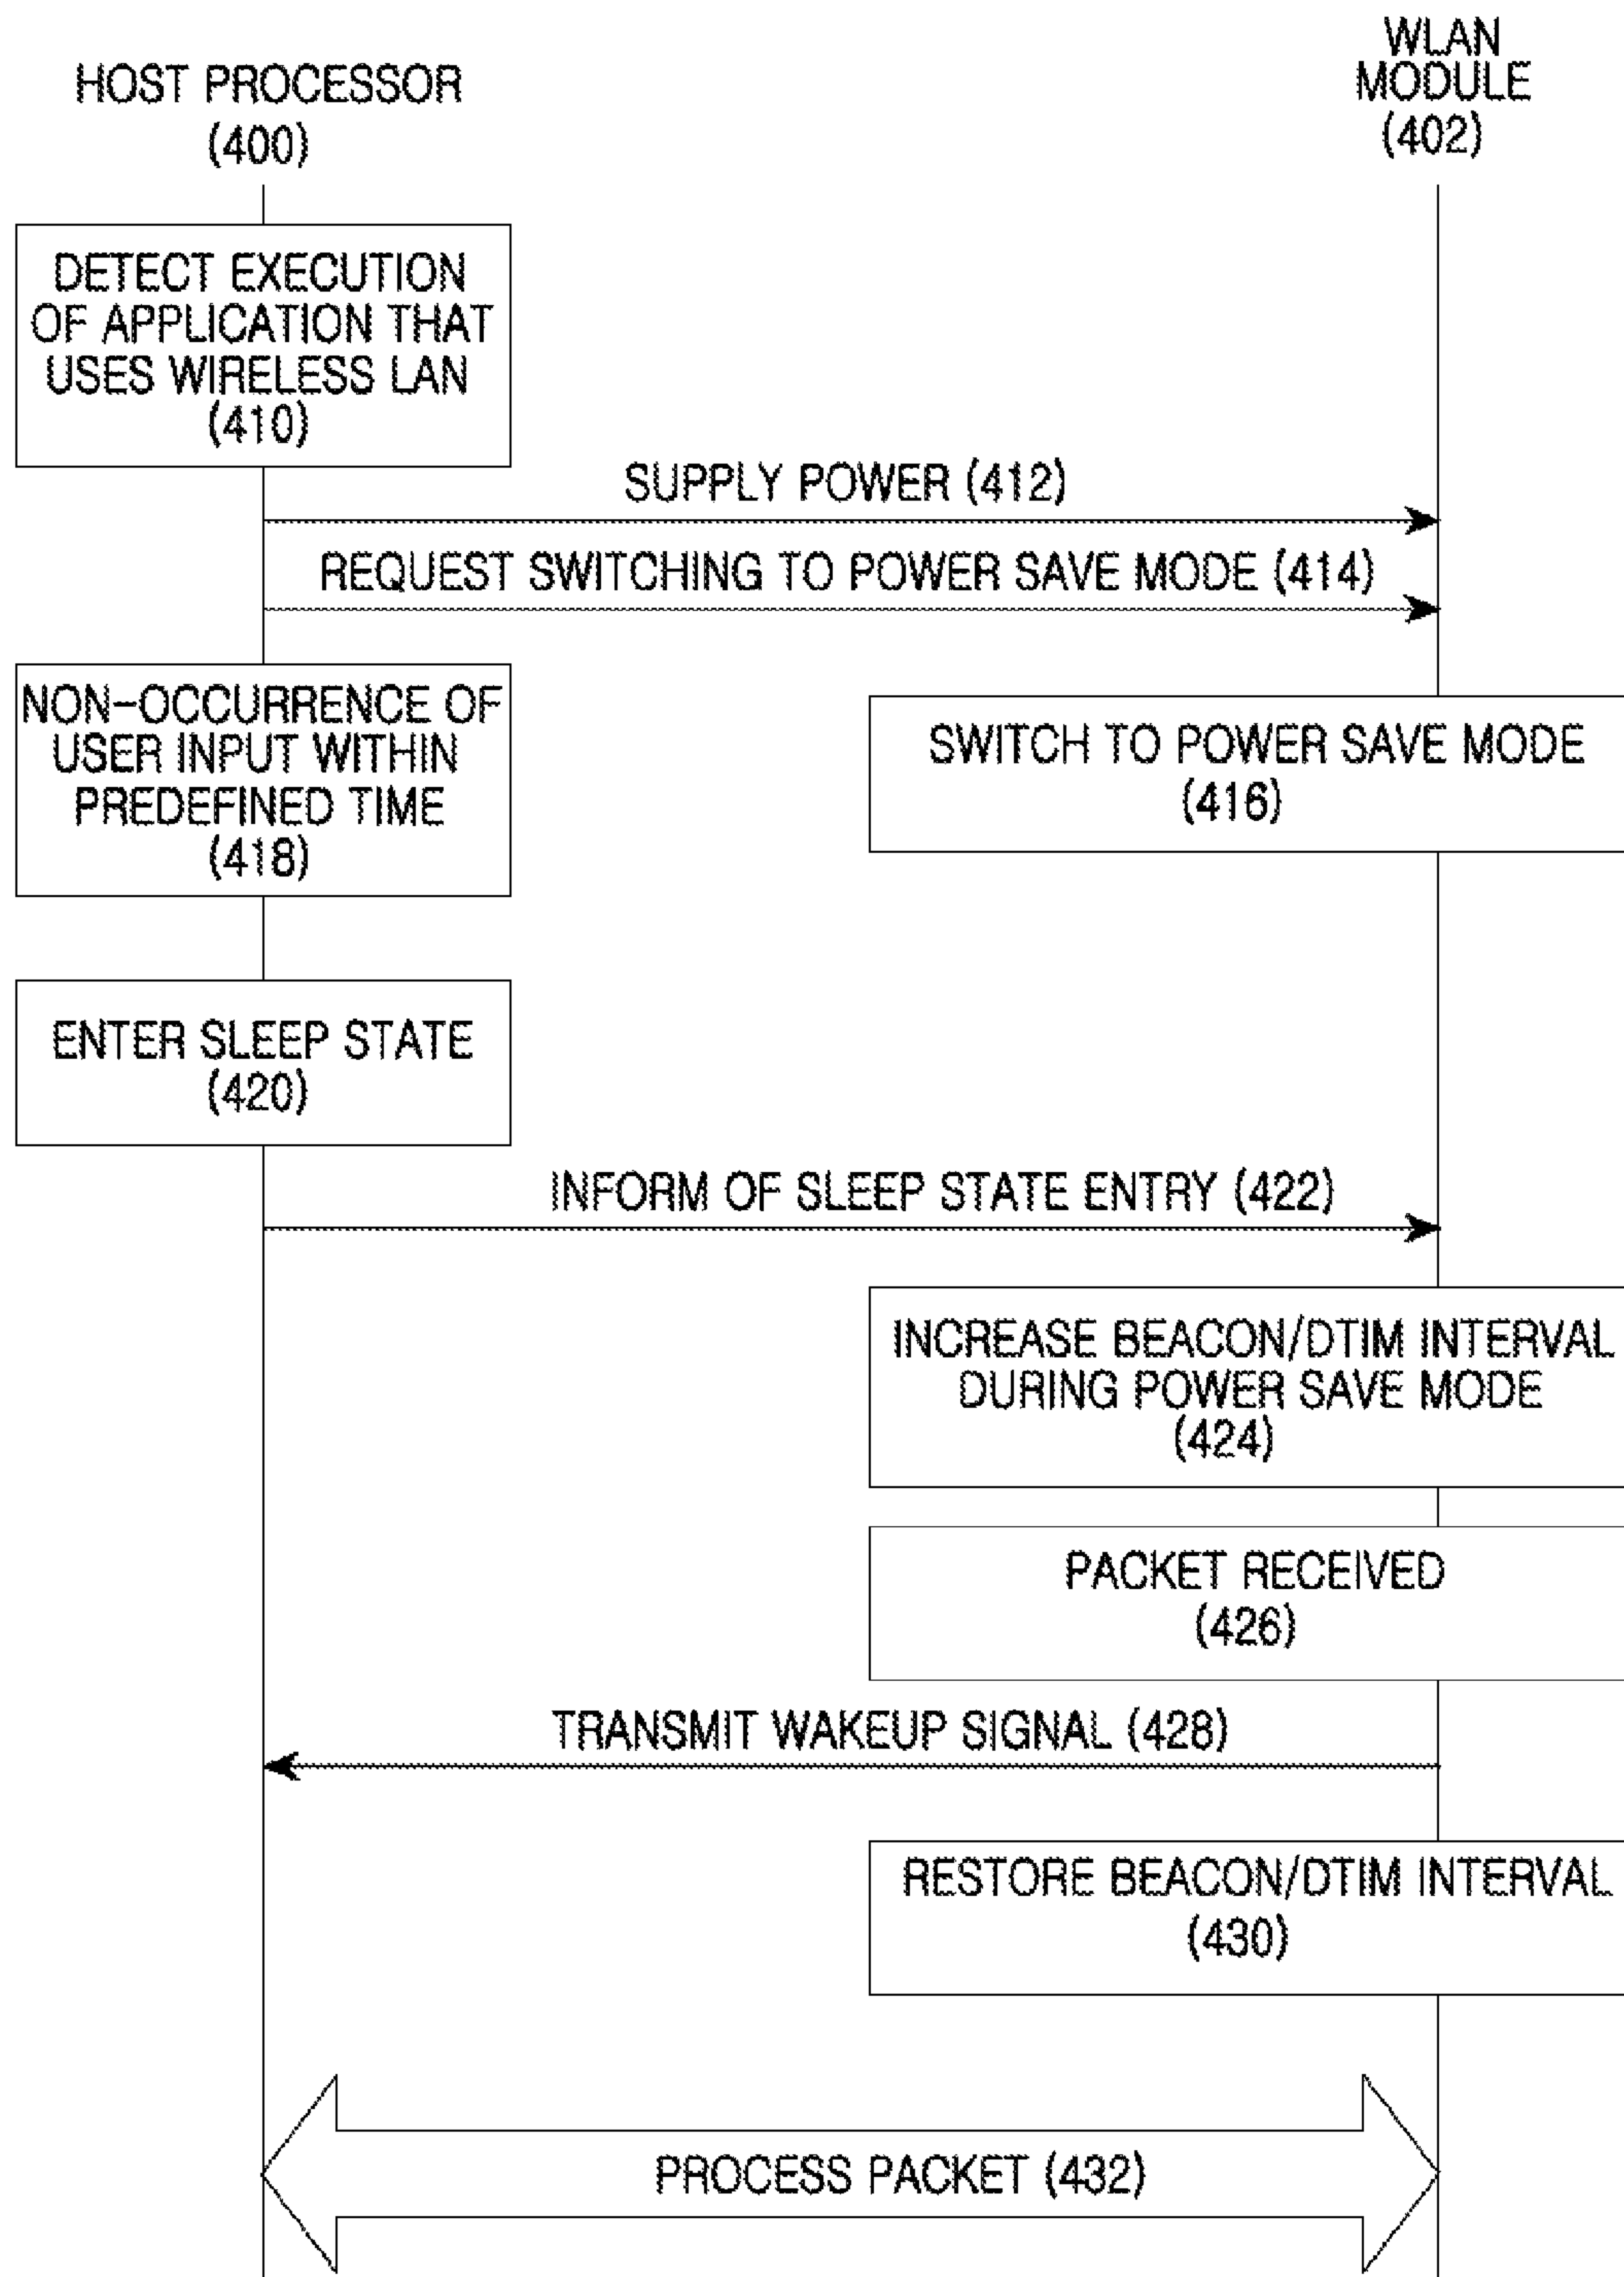 HOST PROCESSOR
(400)
WLAN
MODULE
(402)
DETECT EXECUTION
OF APPLICATION THAT
USES WIRELESS LAN
(410)
SUPPLY POWER (412)
REQUEST SWITCHING TO POWER SAVE MODE (414)
NON-OCCURRENCE OF
USER INPUT WITHIN
PREDEFINED TIME
(418)
SWITCH TO POWER SAVE MODE
(416)
ENTER SLEEP STATE
(420)
INFORM OF SLEEP STATE ENTRY (422)
INCREASE BEACON/DTIM INTERVAL
DURING POWER SAVE MODE
(424)
PACKET RECEIVED
(426)
TRANSMIT WAKEUP SIGNAL (428)
RESTORE BEACON/DTIM INTERVAL
(430)
PROCESS PACKET (432)